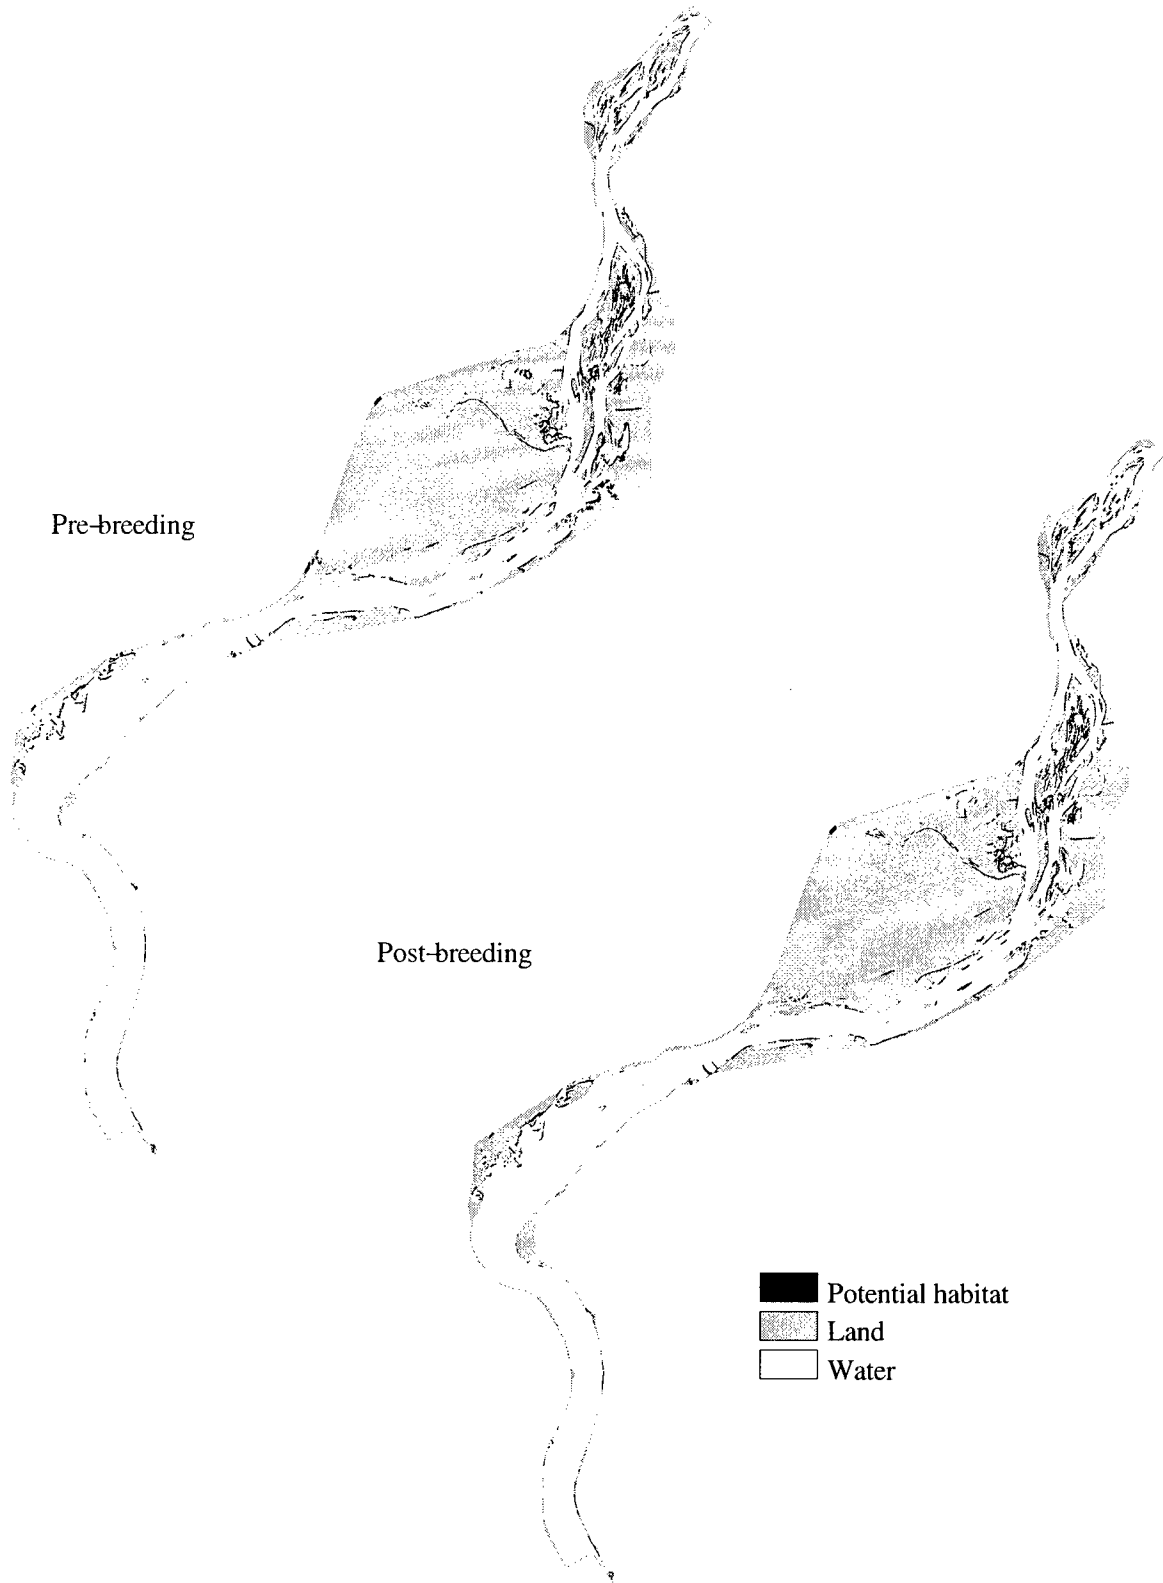 Pre-breeding
Post-breeding
Potential habitat
Land
Water